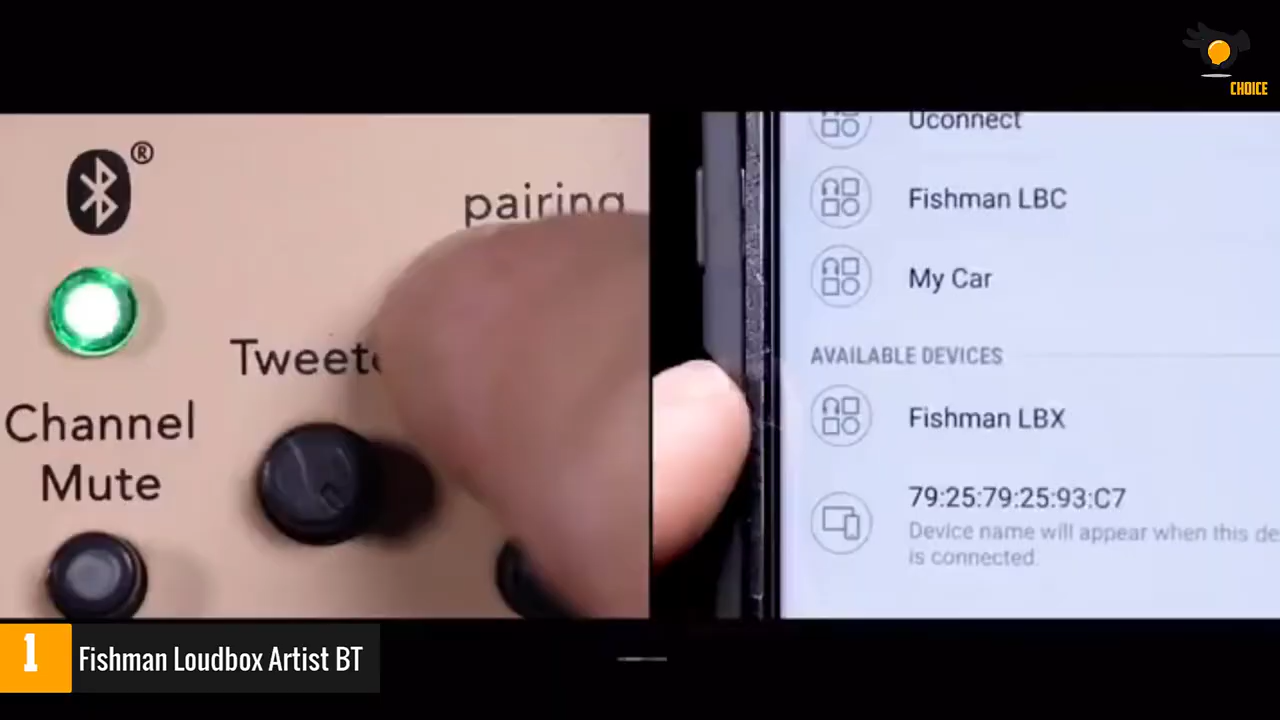 CHOICE
®
pairing
Tweet
Channel
Mute
Uconnect
Fishman LBC
My Car
AVAILABLE DEVICES
Fishman LBX
79:25:79:25:93:C7
Device name will appear when this de
is connected.
1
Fishman Loudbox Artist BT